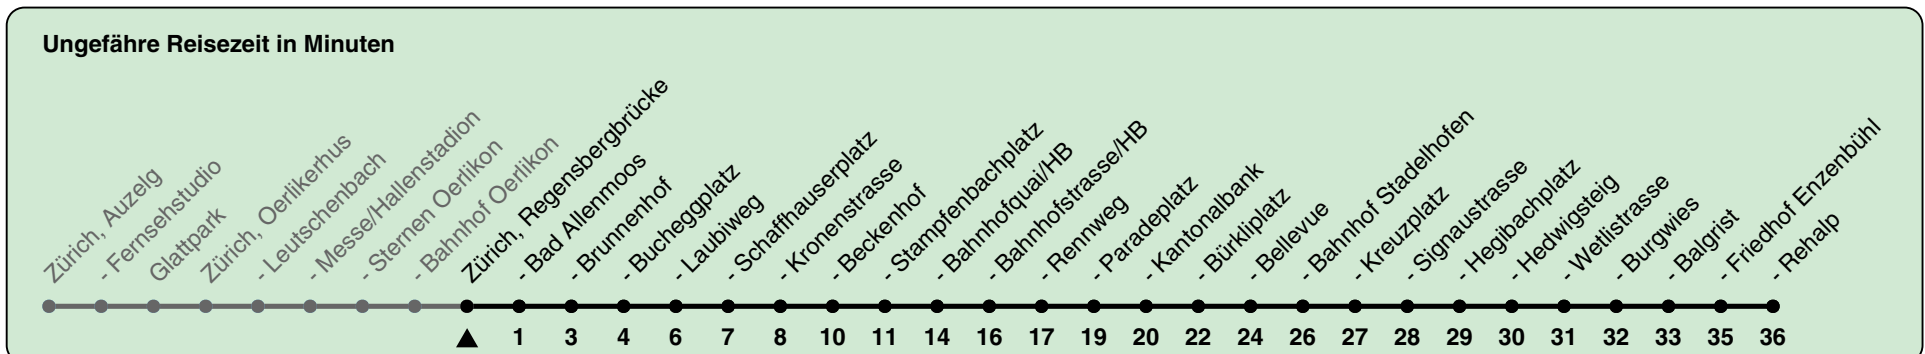 Ungefähre Reisezeit in Minuten
Zürich, Auzelg
- Fernsehstudio
Glattpark
Zürich, Oerlikerhus
- Leutschenbach
- Messe/Hallenstadion
- Sternen Oerlikon
- Bahnhof Oerlikon
Zürich, Regensbergbrücke
- Bad Allenmoos
- Brunnenhof
- Bucheggplatz
- Laubiweg
- Schaffhauserplatz
- Kronenstrasse
- Beckenhof
- Stampfenbachplatz
- Bahnhofquai/HB
- Bahnhofstrasse/HB
- Rennweg
- Paradeplatz
- Kantonalbank
- Bürkliplatz
- Bellevue
- Bahnhof Stadelhofen
- Kreuzplatz
- Signaustrasse
- Hegibachplatz
- Hedwigsteig
- Wetlistrasse
- Burgwies
- Balgrist
- Friedhof Enzenbühl
- Rehalp
1 3 4 6 7 8 10 11 14 16 17 19 20 22 24 26 27 28 29 30 31 32 33 35 36